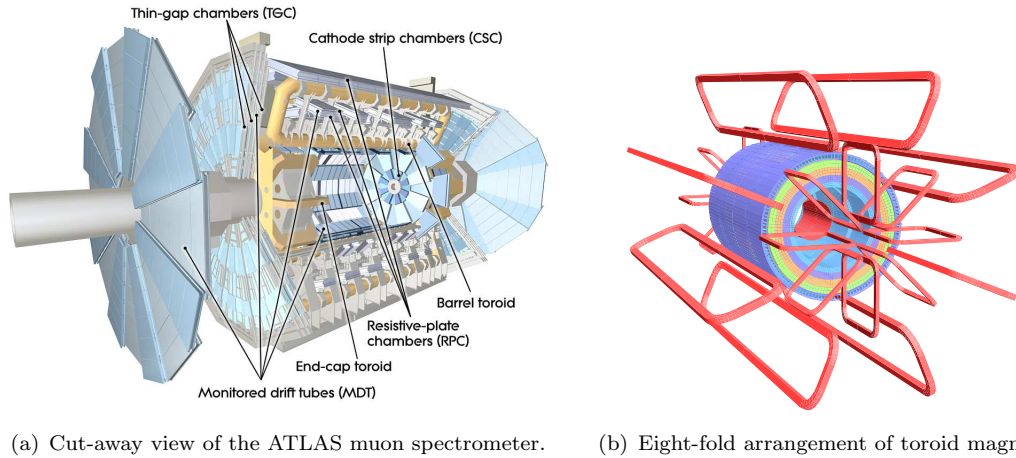 Thin-gap chambers (TGC)
Cathode strip chambers (CSC)
Barrel toroid
Resistive-plate
chambers (RPC)
End-cap toroid
Monitored drift tubes (MDT)
(a) Cut-away view of the ATLAS muon spectrometer.
(b) Eight-fold arrangement of toroid magn